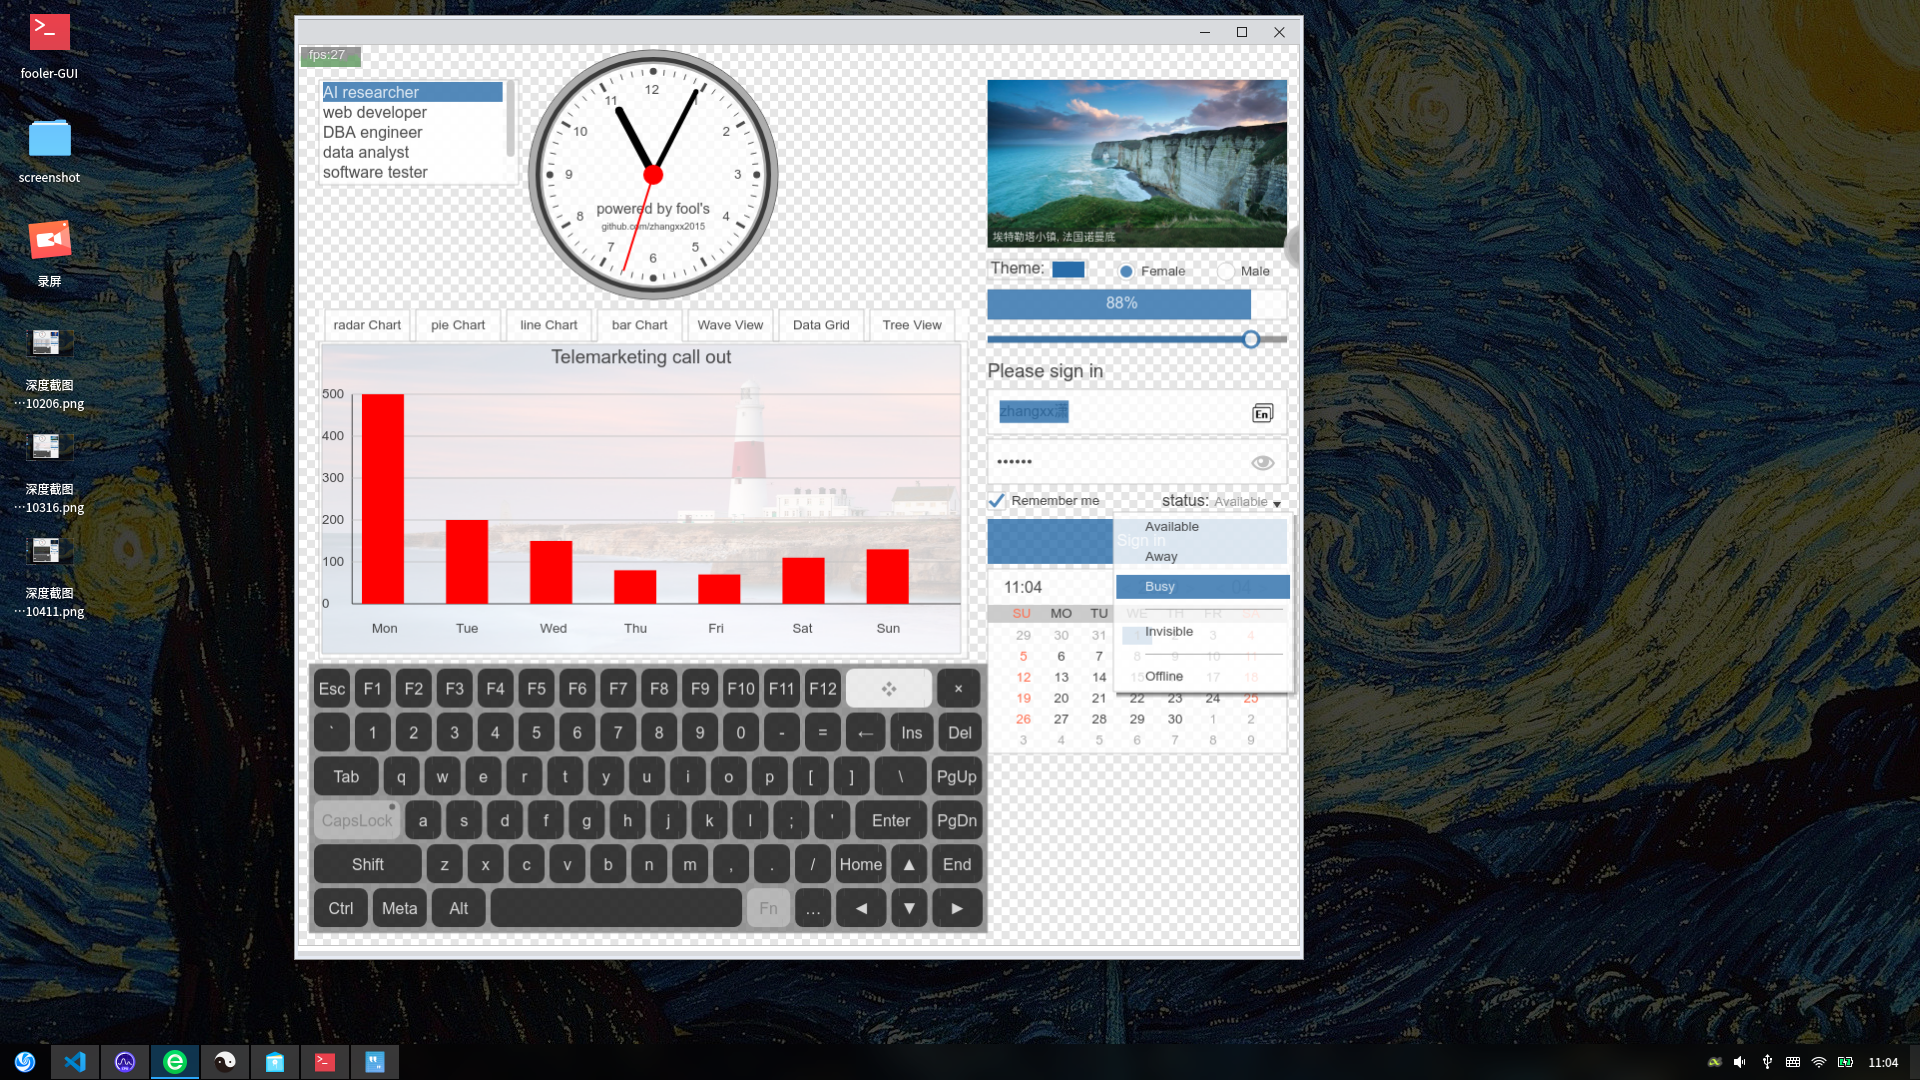 fooler-GUI
screenshot
录屏
深度截图
…10206.png
深度截图
…10316.png
深度截图
…10411.png
fps:27
AI researcher
web developer
DBA engineer
data analyst
software tester
12
11
1
10
2
9
3
8
4
7
5
6
powered by fool's
github.com/zhangxx2015
埃特勒塔小镇, 法国诺曼底
Theme:
Female
Male
88%
Please sign in
zhangxx
En
••••••
Remember me
status: Available
Sign in
Available
Away
Busy
Invisible
Offline
11:04
04
SU MO TU WE TH FR SA
29 30 31 1 3 4
5 6 7 8 9 10 11
12 13 14 15 17 18
19 20 21 22 23 24 25
26 27 28 29 30 1 2
3 4 5 6 7 8 9
radar Chart
pie Chart
line Chart
bar Chart
Wave View
Data Grid
Tree View
Telemarketing call out
500
400
300
200
100
0
Mon Tue Wed Thu Fri Sat Sun
Esc F1 F2 F3 F4 F5 F6 F7 F8 F9 F10 F11 F12 ×
` 1 2 3 4 5 6 7 8 9 0 - = ← Ins Del
Tab q w e r t y u i o p [ ] \ PgUp
CapsLock a s d f g h j k l ; ' Enter PgDn
Shift z x c v b n m , . / Home ▲ End
Ctrl Meta Alt Fn … ◄ ▼ ►
11:04